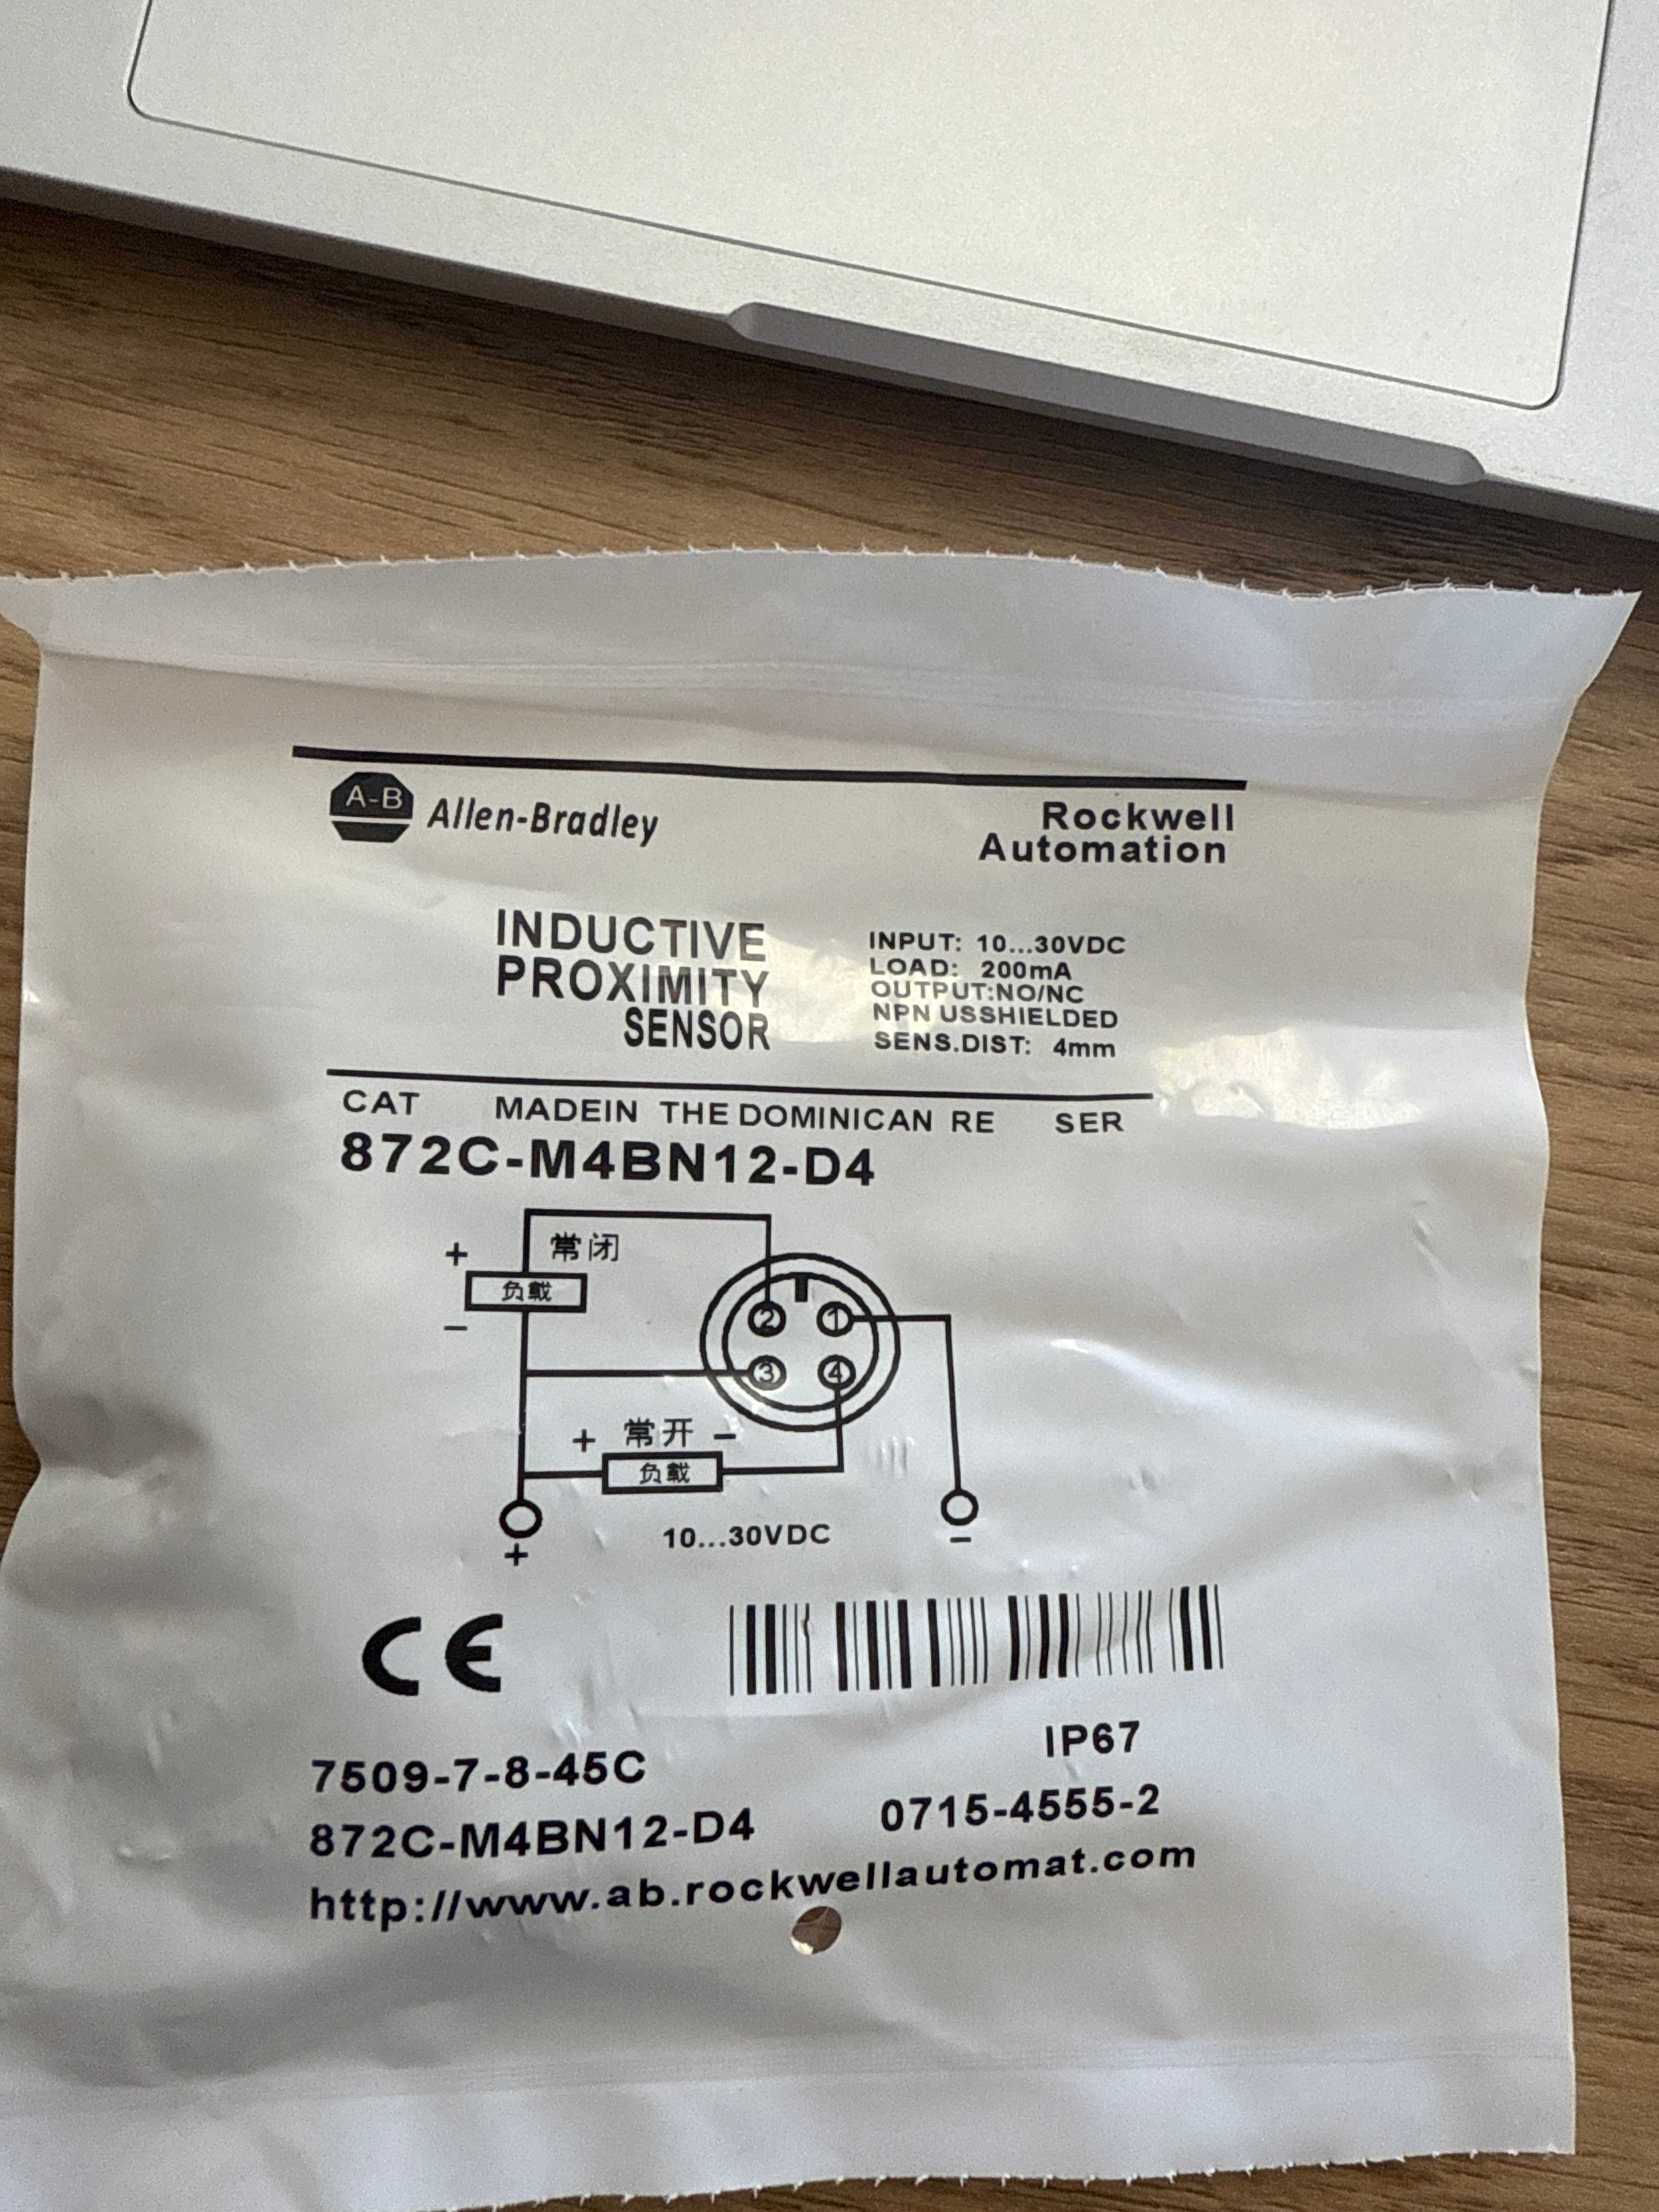 A-B Allen-Bradley
Rockwell
Automation
INDUCTIVE
PROXIMITY
SENSOR
INPUT: 10...30VDC
LOAD: 200mA
OUTPUT:NO/NC
NPN USSHIELDED
SENS.DIST: 4mm
CAT MADEIN THE DOMINICAN RE SER
872C-M4BN12-D4
+ 常闭
负载
−
2 1
3 4
+ 常开 −
负载
10...30VDC
+ −
CE
IP67
7509-7-8-45C
872C-M4BN12-D4 0715-4555-2
http://www.ab.rockwellautomat.com